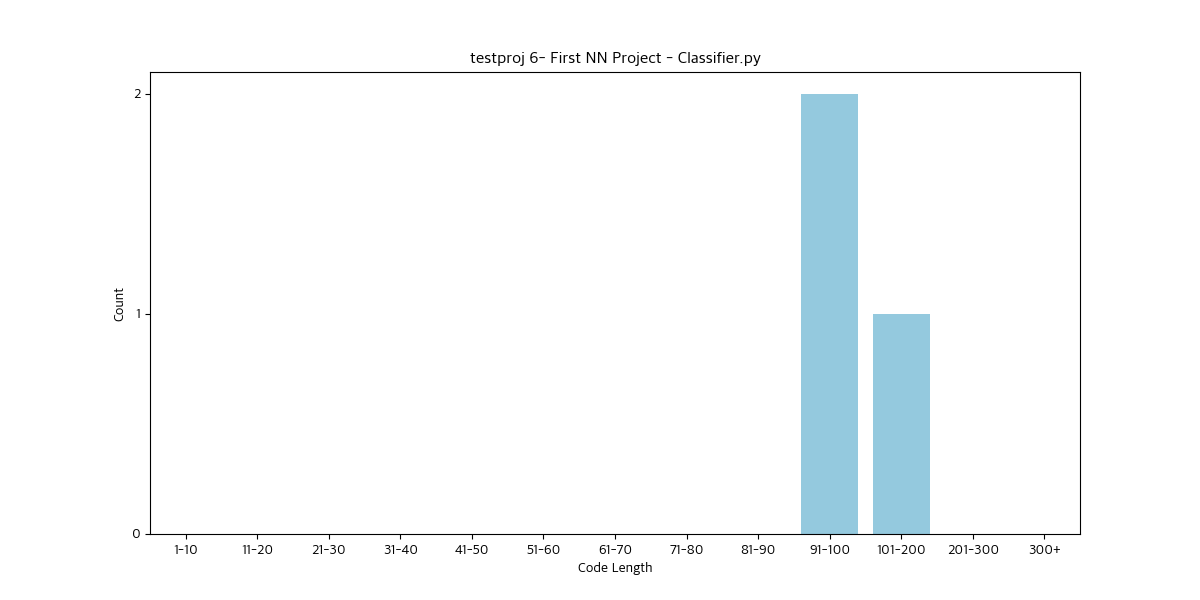 testproj 6- First NN Project - Classifier.py
2
1
0
Count
1-10 11-20 21-30 31-40 41-50 51-60 61-70 71-80 81-90 91-100 101-200 201-300 300+
Code Length